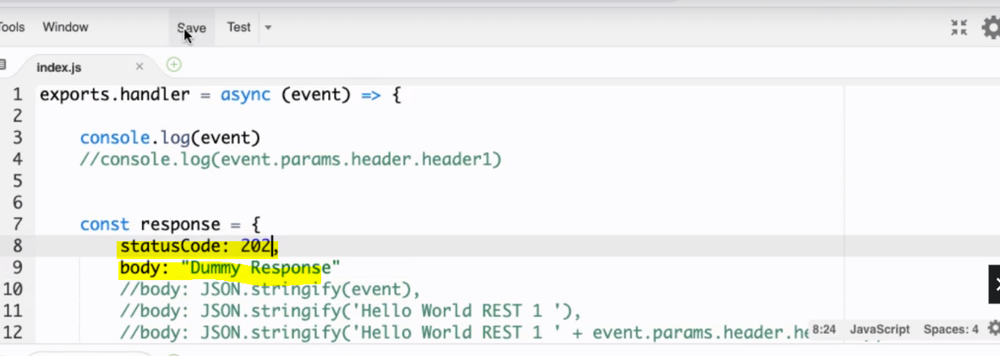 Tools Window Save Test
index.js
1 exports.handler = async (event) => {
2
3 console.log(event)
4 //console.log(event.params.header.header1)
5
6
7 const response = {
8 statusCode: 202,
9 body: "Dummy Response"
10 //body: JSON.stringify(event),
11 //body: JSON.stringify('Hello World REST 1 '),
12 //body: JSON.stringify('Hello World REST 1 ' + event.params.header.he
8:24 JavaScript Spaces: 4